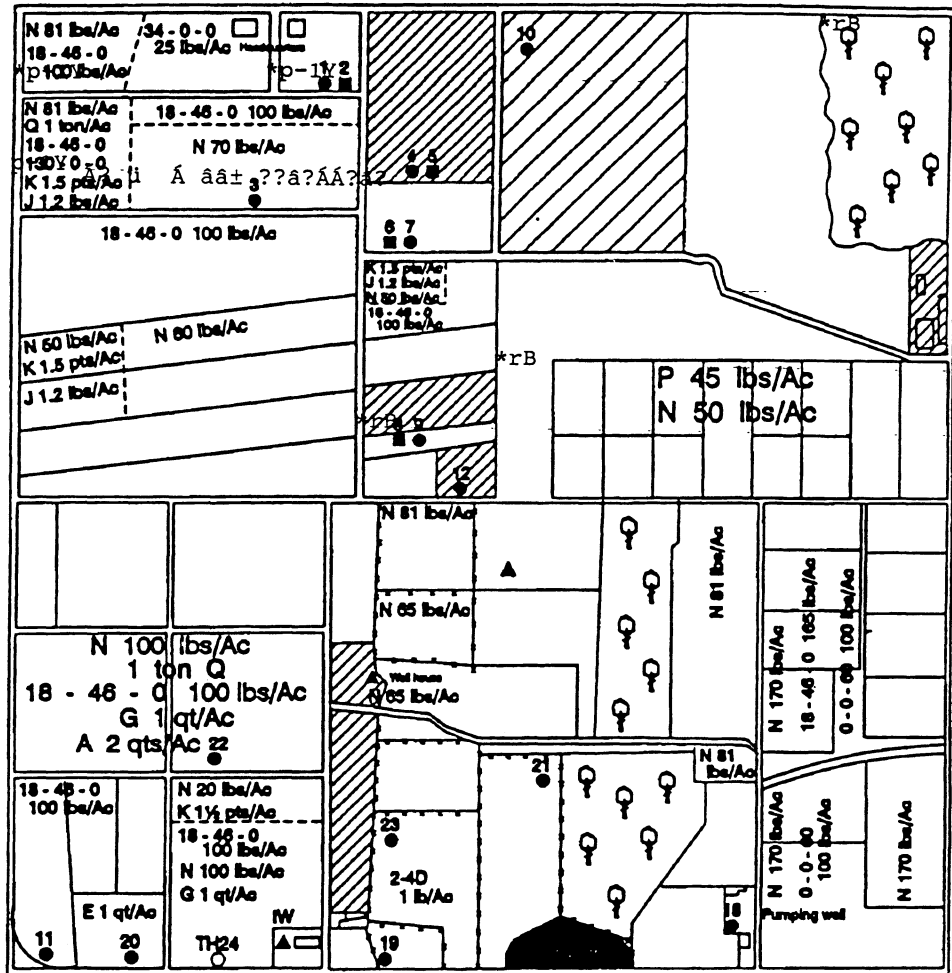 N 81 lbs/Ac
18-46-0
100 lbs/Ac
34-0-0
25 lbs/Ac
*p-1Y
1 2
N 81 lbs/Ac
Q 1 ton/Ac
18-46-0
K 1.5 pts/Ac
J 1.2 lbs/Ac
18 - 46 - 0 100 lbs/Ac
N 70 lbs/Ac
3
4 5
6 7
10
*rB
18-46-0 100 lbs/Ac
N 50 lbs/Ac
K 1.5 pts/Ac
J 1.2 lbs/Ac
N 60 lbs/Ac
K 1.5 pts/Ac
J 1.2 lbs/Ac
N 50 lbs/Ac
18-46-0
100 lbs/Ac
*rB
*rB
8 9
12
P 45 lbs/Ac
N 50 lbs/Ac
N 81 lbs/Ac
N 65 lbs/Ac
Well house
N 65 lbs/Ac
N 81 lbs/Ac
N 170 lbs/Ac
18-46-0 165 lbs/Ac
0-0-60 100 lbs/Ac
N 100 lbs/Ac
1 ton Q
18 - 46 - 0 100 lbs/Ac
G 1 qt/Ac
A 2 qts/Ac
22
18-46-0
100 lbs/Ac
E 1 qt/Ac
11
20
N 20 lbs/Ac
K 1½ pts/Ac
18-46-0
100 lbs/Ac
N 100 lbs/Ac
G 1 qt/Ac
TH24
IW
23
2-4D
1 lb/Ac
19
21
N 81
lbs/Ac
18
N 170 lbs/Ac
0-0-60
100 lbs/Ac
N 170 lbs/Ac
Pumping well